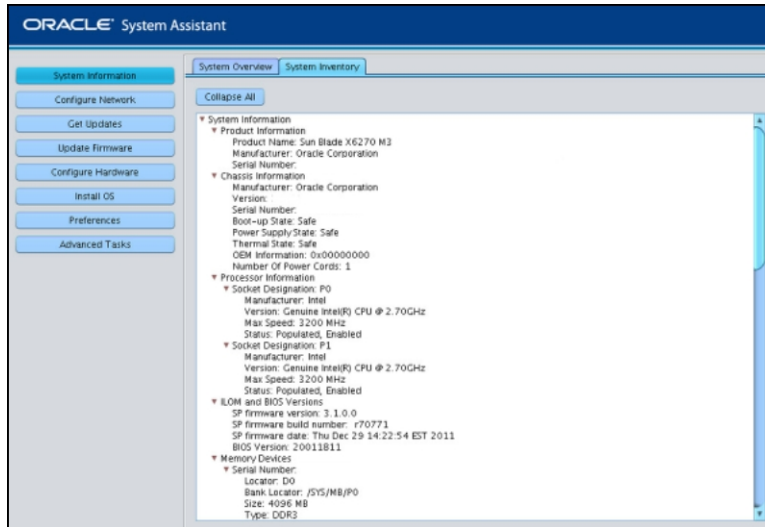 ORACLE® System Assistant
System Overview
System Inventory
System Information
Configure Network
Get Updates
Update Firmware
Configure Hardware
Install OS
Preferences
Advanced Tasks
Collapse All
System Information
Product Information
Product Name: Sun Blade X6270 M3
Manufacturer: Oracle Corporation
Serial Number:
Chassis Information
Manufacturer: Oracle Corporation
Version:
Serial Number:
Boot-up State: Safe
Power Supply State: Safe
Thermal State: Safe
OEM Information: 0x00000000
Number Of Power Cords: 1
Processor Information
Socket Designation: P0
Manufacturer: Intel
Version: Genuine Intel(R) CPU @ 2.70GHz
Max Speed: 3200 MHz
Status: Populated, Enabled
Socket Designation: P1
Manufacturer: Intel
Version: Genuine Intel(R) CPU @ 2.70GHz
Max Speed: 3200 MHz
Status: Populated, Enabled
ILOM and BIOS Versions
SP firmware version: 3.1.0.0
SP firmware build number: r70771
SP firmware date: Thu Dec 29 14:22:54 EST 2011
BIOS Version: 20011811
Memory Devices
Serial Number:
Locator: D0
Bank Locator: /SYS/MB/P0
Size: 4096 MB
Type: DDR3